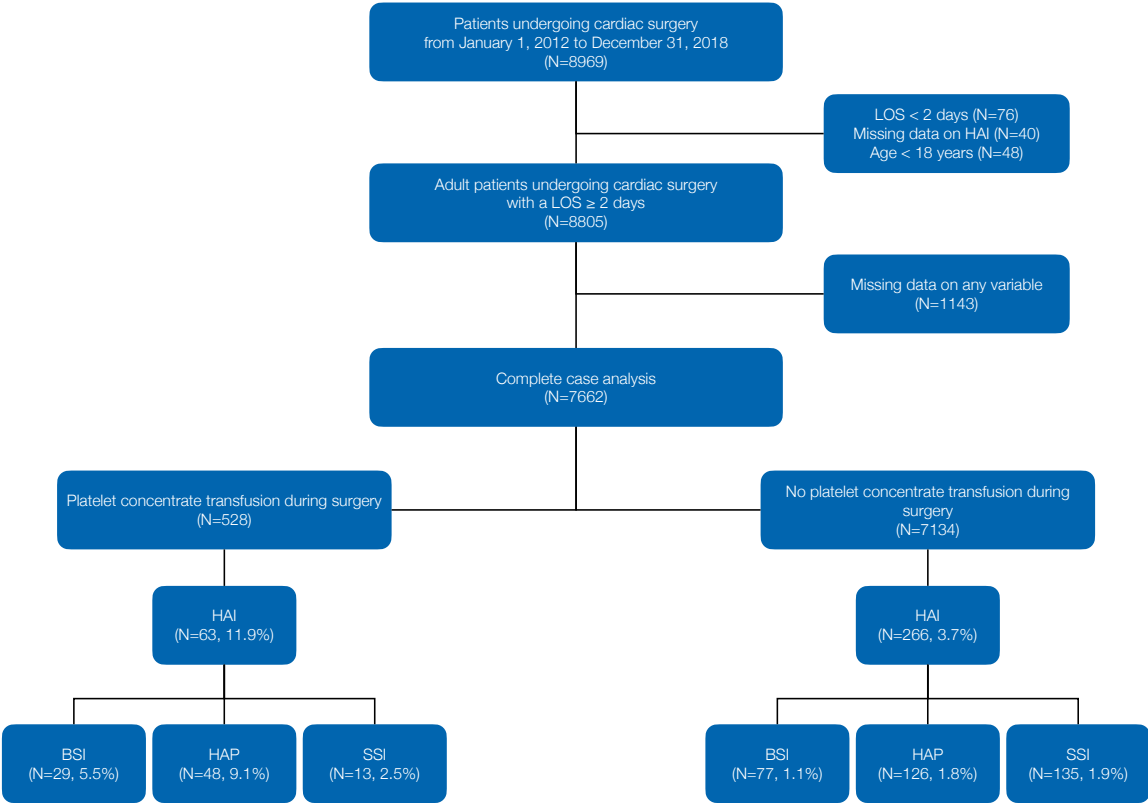 Patients undergoing cardiac surgery
from January 1, 2012 to December 31, 2018
(N=8969)
LOS < 2 days (N=76)
Missing data on HAI (N=40)
Age < 18 years (N=48)
Adult patients undergoing cardiac surgery
with a LOS ≥ 2 days
(N=8805)
Missing data on any variable
(N=1143)
Complete case analysis
(N=7662)
Platelet concentrate transfusion during surgery
(N=528)
No platelet concentrate transfusion during
surgery
(N=7134)
HAI
(N=63, 11.9%)
HAI
(N=266, 3.7%)
BSI
(N=29, 5.5%)
HAP
(N=48, 9.1%)
SSI
(N=13, 2.5%)
BSI
(N=77, 1.1%)
HAP
(N=126, 1.8%)
SSI
(N=135, 1.9%)